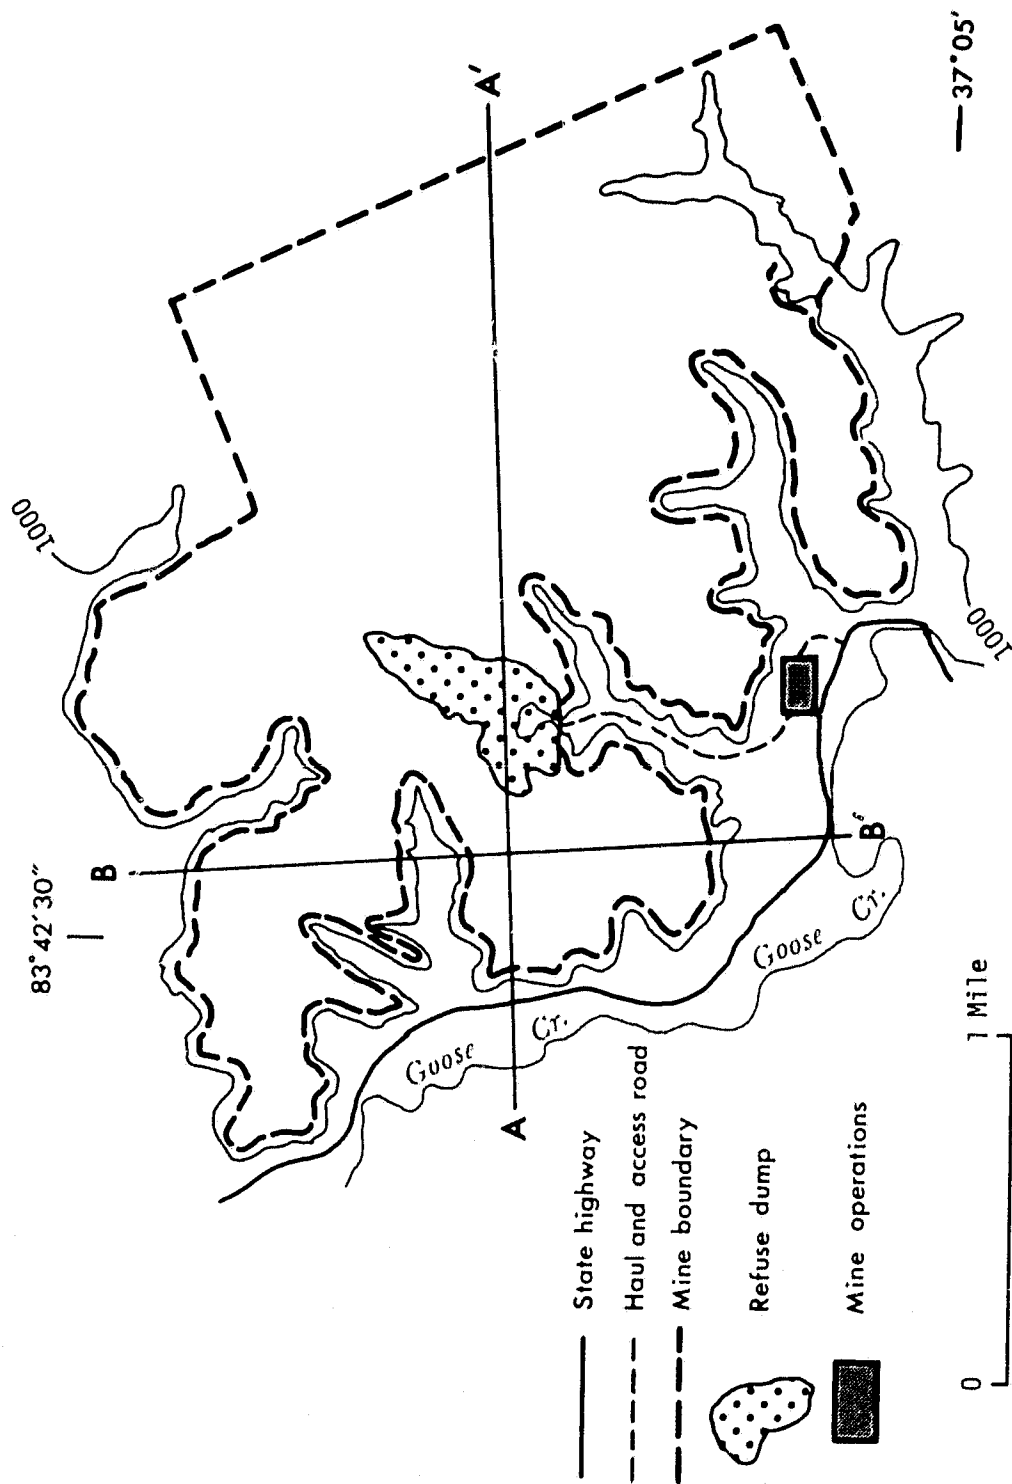 83°42'30"
1000
B
A'
A
B'
37°05'
1000
Goose Cr.
Goose Cr.
State highway
Haul and access road
Mine boundary
Refuse dump
Mine operations
0 1 Mile